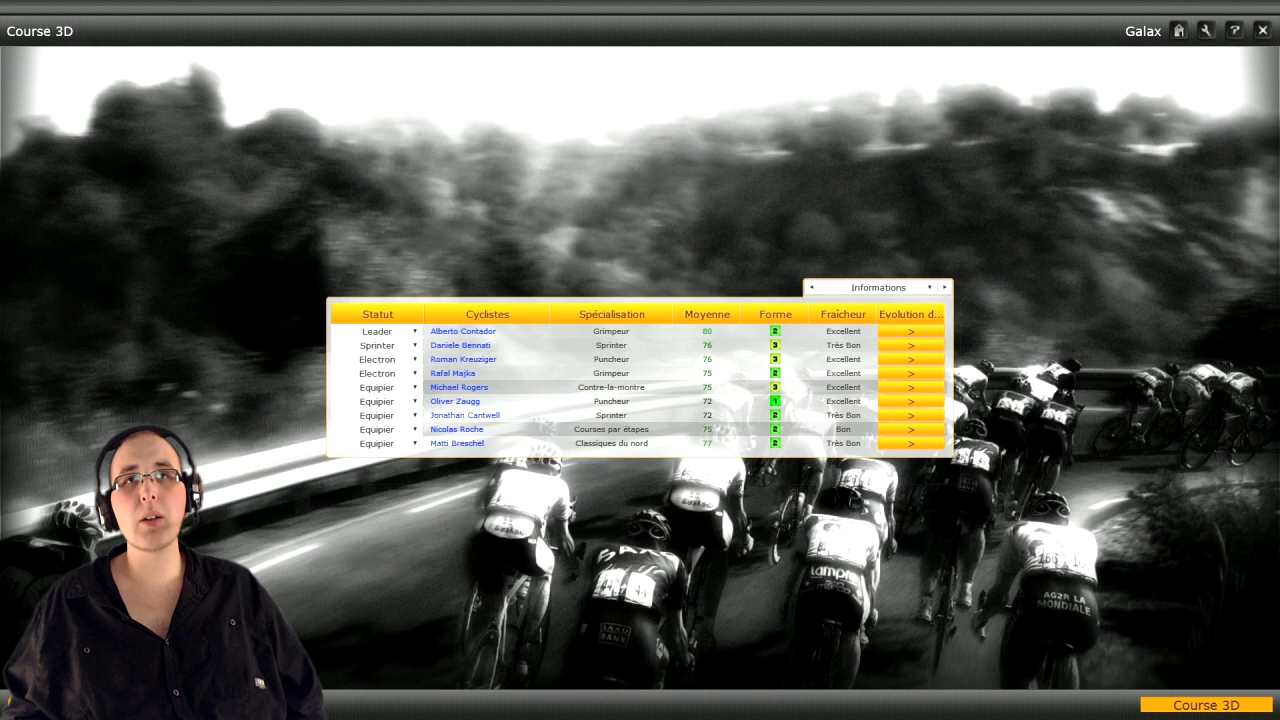 Course 3D
Galax
Informations
Statut Cyclistes Spécialisation Moyenne Forme Fraîcheur Evolution d...
Leader Alberto Contador Grimpeur 80 2 Excellent >
Sprinter Daniele Bennati Sprinter 76 3 Très Bon >
Electron Roman Kreuziger Puncheur 76 3 Excellent >
Electron Rafal Majka Grimpeur 75 2 Excellent >
Equipier Michael Rogers Contre-la-montre 75 3 Excellent >
Equipier Oliver Zaugg Puncheur 72 1 Excellent >
Equipier Jonathan Cantwell Sprinter 72 2 Très Bon >
Equipier Nicolas Roche Courses par étapes 75 2 Bon >
Equipier Matti Breschel Classiques du nord 77 2 Très Bon >
SAXO
Lampre
SAXO
BANK
AG2R LA
MONDIALE
Course 3D